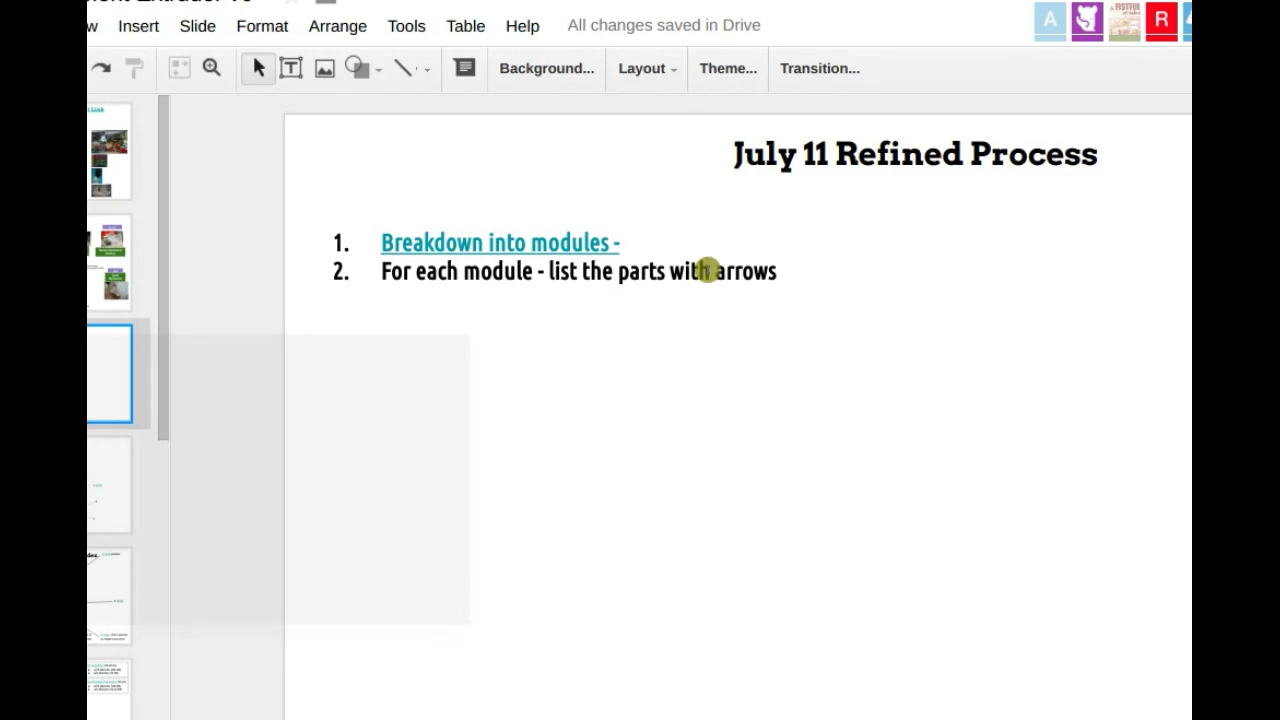 w Insert Slide Format Arrange Tools Table Help All changes saved in Drive
A R
A FISTFUL
T Background... Layout Theme... Transition...
July 11 Refined Process
1. Breakdown into modules -
2. For each module - list the parts with arrows